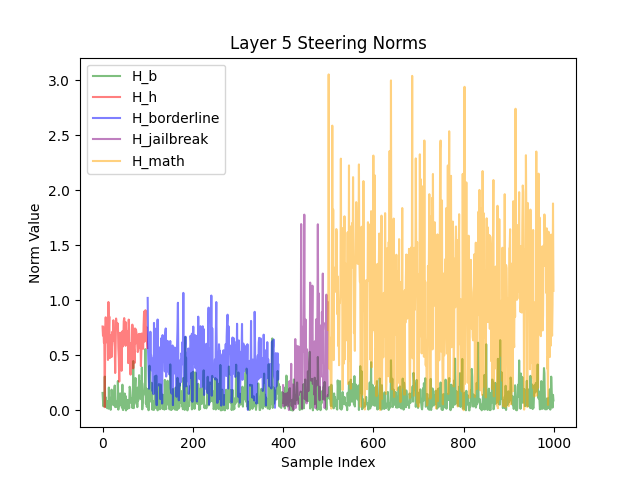 Layer 5 Steering Norms
H_b
H_h
H_borderline
H_jailbreak
H_math
Norm Value
3.0
2.5
2.0
1.5
1.0
0.5
0.0
0
200
400
600
800
1000
Sample Index